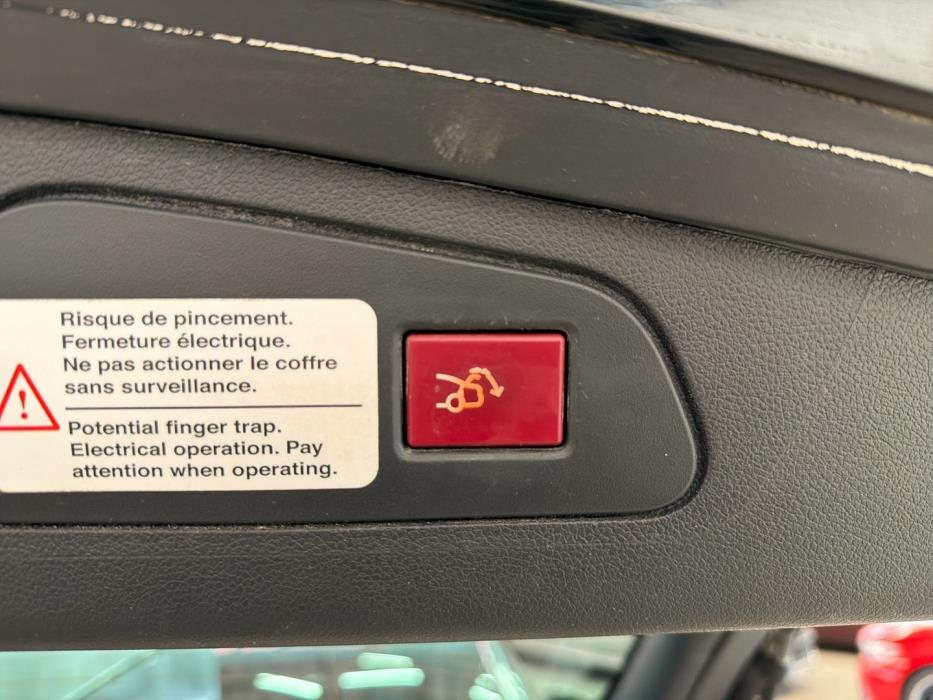 Risque de pincement.
Fermeture électrique.
Ne pas actionner le coffre
sans surveillance.
Potential finger trap.
Electrical operation. Pay
attention when operating.